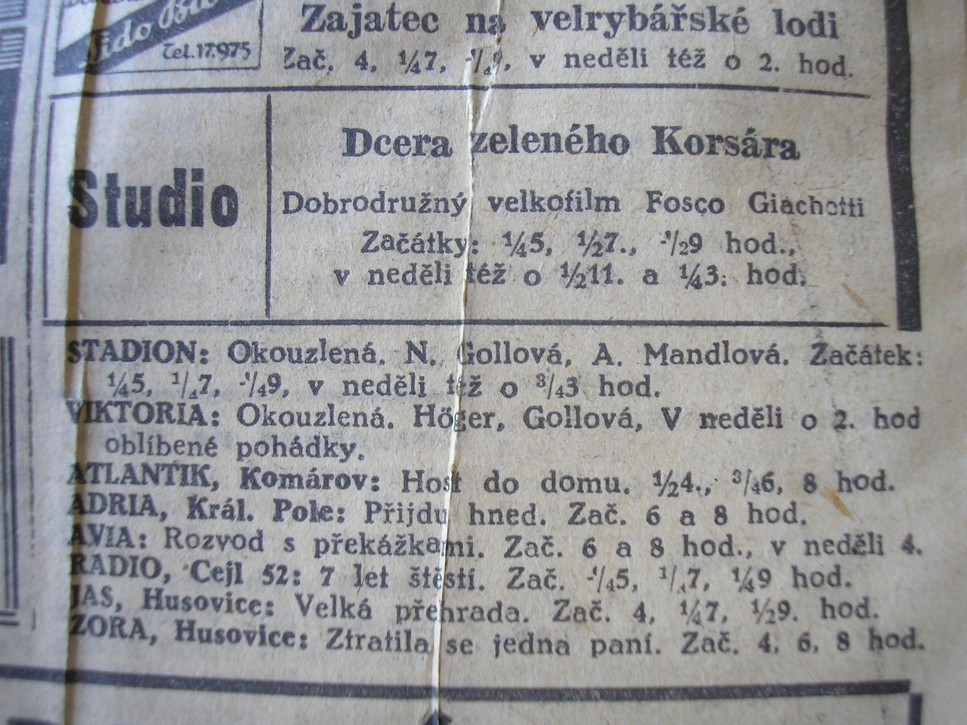 Lido Bio
Tel. 17.975
Zajatec na velrybářské lodi
Zač. 4, ¼7, ½9, v neděli též o 2. hod.
Studio
Dcera zeleného Korsára
Dobrodružný velkofilm Fosco Giachetti
Začátky: ¼5, ½7., ½9 hod.,
v neděli též o ½11. a ¼3. hod.
STADION: Okouzlená. N. Gollová, A. Mandlová. Začátek:
¼5, ¼7, ¼9, v neděli též o ¾3 hod.
VIKTORIA: Okouzlená. Höger, Gollová, V neděli o 2. hod
oblíbené pohádky.
ATLANTIK, Komárov: Host do domu. ½4., ¾6, 8 hod.
ADRIA, Král. Pole: Přijdu hned. Zač. 6 a 8 hod.
AVIA: Rozvod s překážkami. Zač. 6 a 8 hod., v neděli 4.
RADIO, Cejl 52: 7 let štěstí. Zač. ¼5, ¼7, ¼9 hod.
JAS, Husovice: Velká přehrada. Zač. 4, ¼7, ½9. hod.
ZORA, Husovice: Ztratila se jedna paní. Zač. 4, 6, 8 hod.